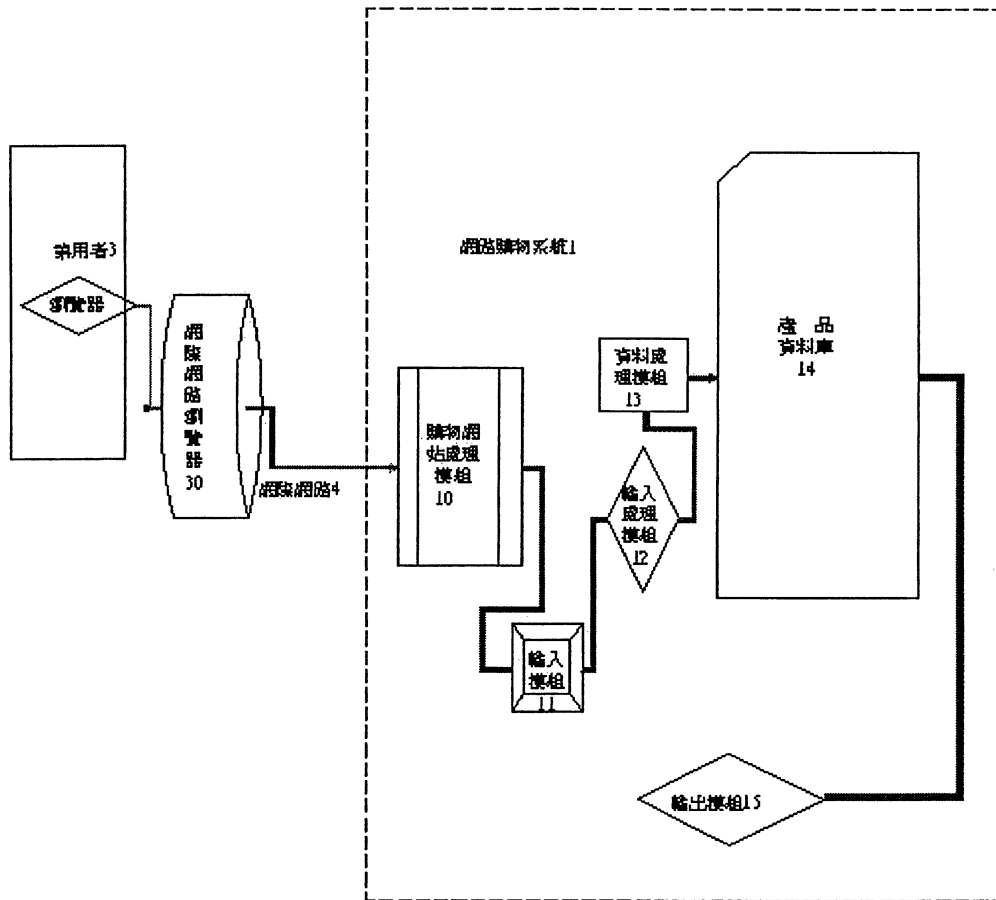 使用者3
瀏覽器
網
際
網
路
瀏
覽
器
30
網際網路4
網路購物系統1
購物網
站處理
模組
10
輸入
模組
11
輸入
處理
模組
12
資料處
理模組
13
產 品
資料庫
14
輸出模組15